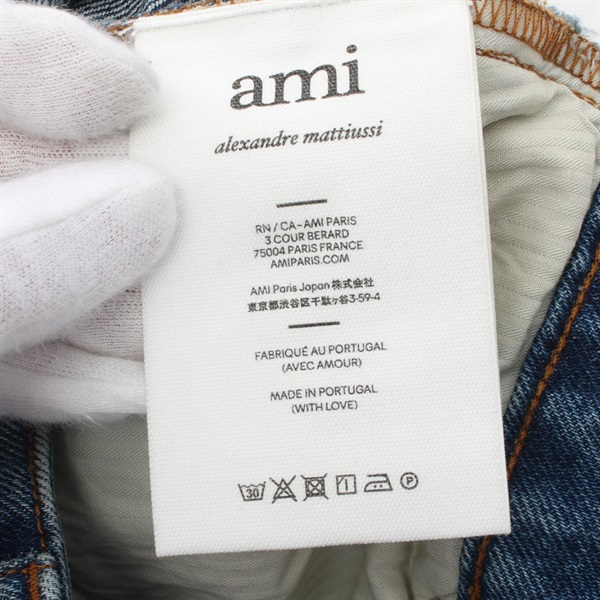 ami
alexandre mattiussi
RN / CA-AMI PARIS
3 COUR BERARD
75004 PARIS FRANCE
AMIPARIS.COM
AMI Paris Japan 株式会社
東京都渋谷区千駄ヶ谷3-59-4
FABRIQUÉ AU PORTUGAL
(AVEC AMOUR)
MADE IN PORTUGAL
(WITH LOVE)
30 P